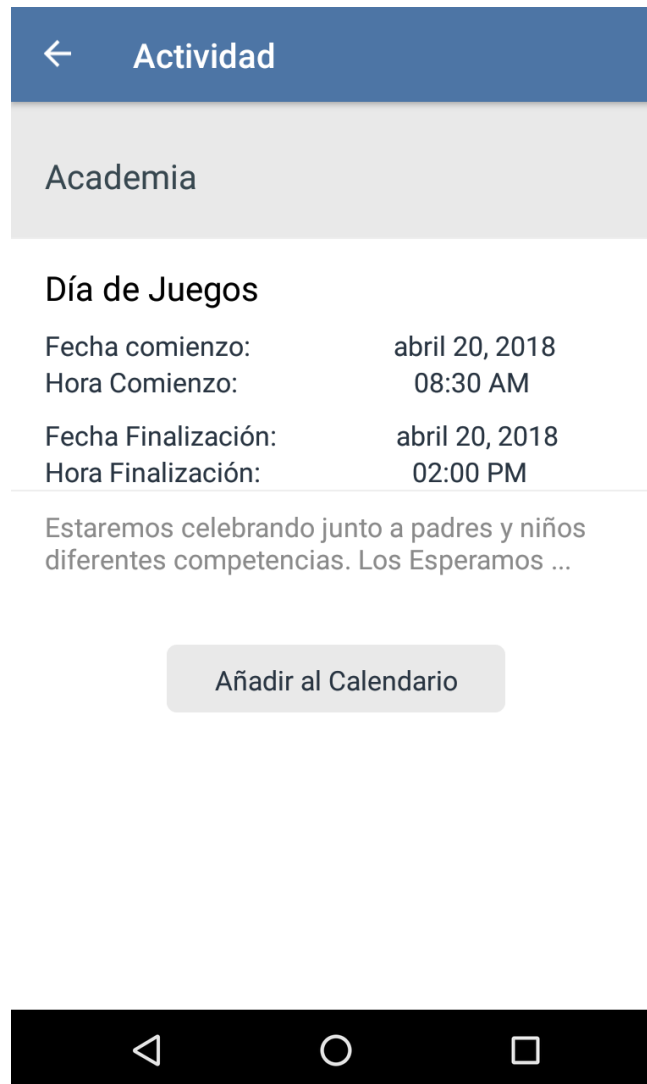 Actividad
Academia
Día de Juegos
Fecha comienzo: abril 20, 2018
Hora Comienzo: 08:30 AM
Fecha Finalización: abril 20, 2018
Hora Finalización: 02:00 PM
Estaremos celebrando junto a padres y niños
diferentes competencias. Los Esperamos ...
Añadir al Calendario